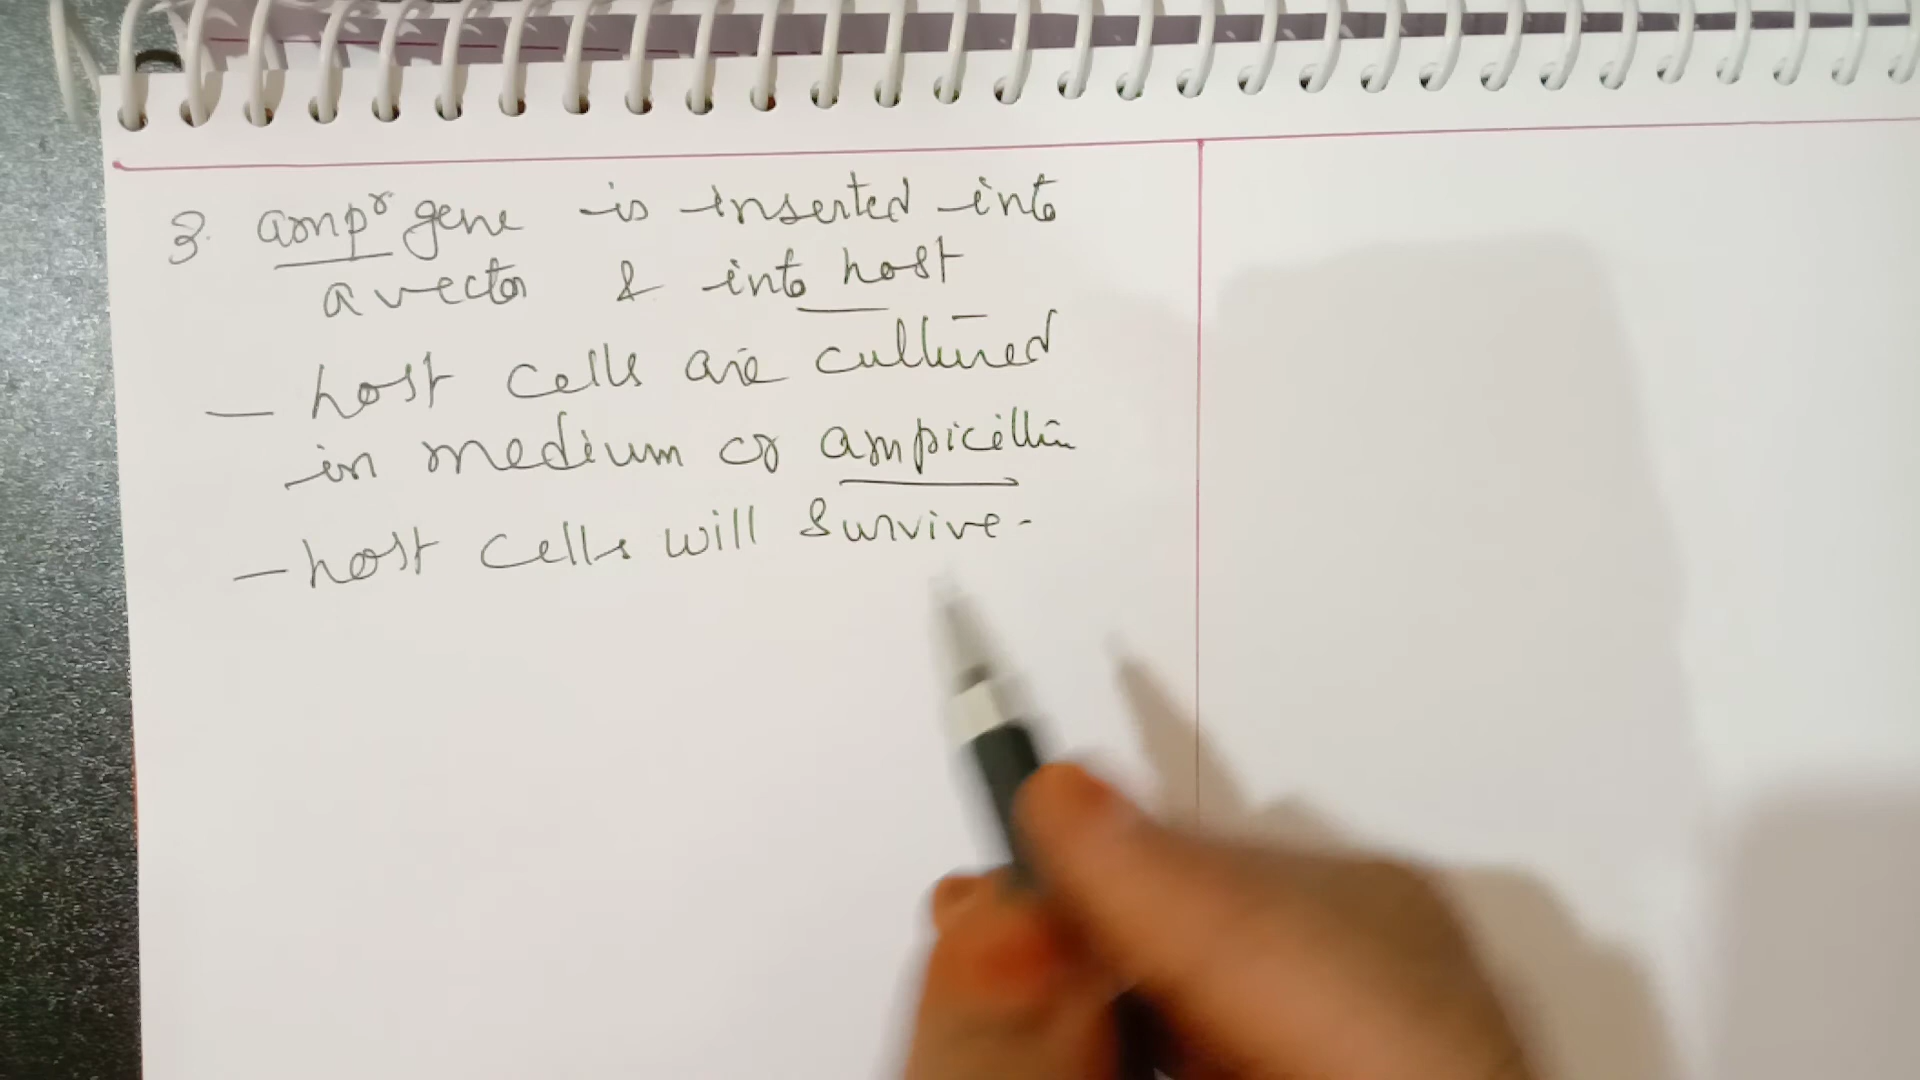 3. ampʳ gene is inserted into
a vector & into host
- host cells are cultured
in medium of ampicillin
- host cells will survive.